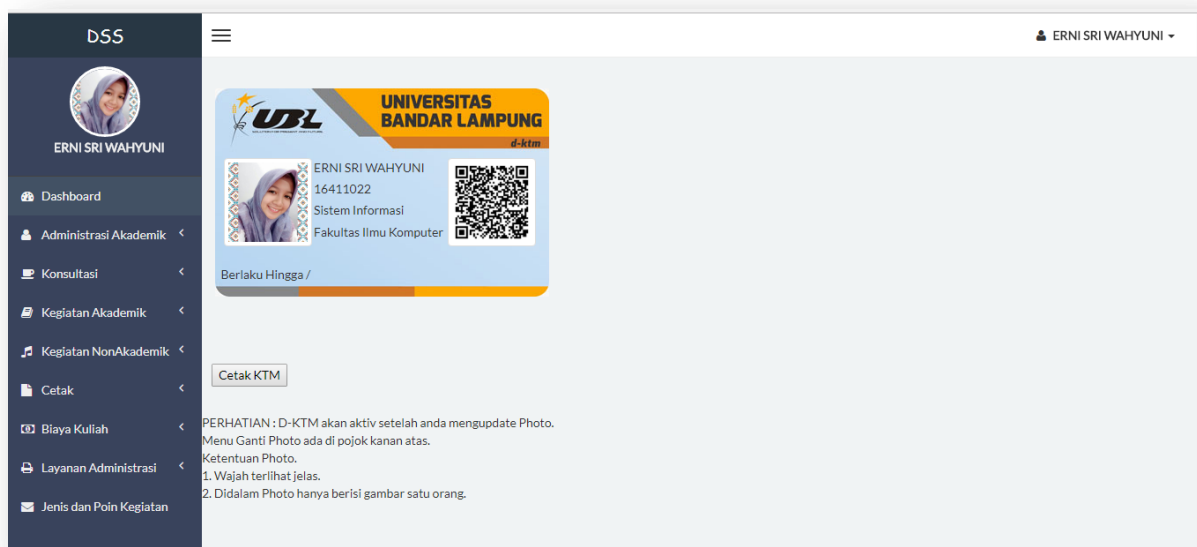 DSS
ERNI SRI WAHYUNI
ERNI SRI WAHYUNI
Dashboard
Administrasi Akademik
Konsultasi
Kegiatan Akademik
Kegiatan NonAkademik
Cetak
Biaya Kuliah
Layanan Administrasi
Jenis dan Poin Kegiatan
UBL
UNIVERSITAS
BANDAR LAMPUNG
d-ktm
ERNI SRI WAHYUNI
16411022
Sistem Informasi
Fakultas Ilmu Komputer
Berlaku Hingga /
Cetak KTM
PERHATIAN : D-KTM akan aktiv setelah anda mengupdate Photo.
Menu Ganti Photo ada di pojok kanan atas.
Ketentuan Photo.
1. Wajah terlihat jelas.
2. Didalam Photo hanya berisi gambar satu orang.